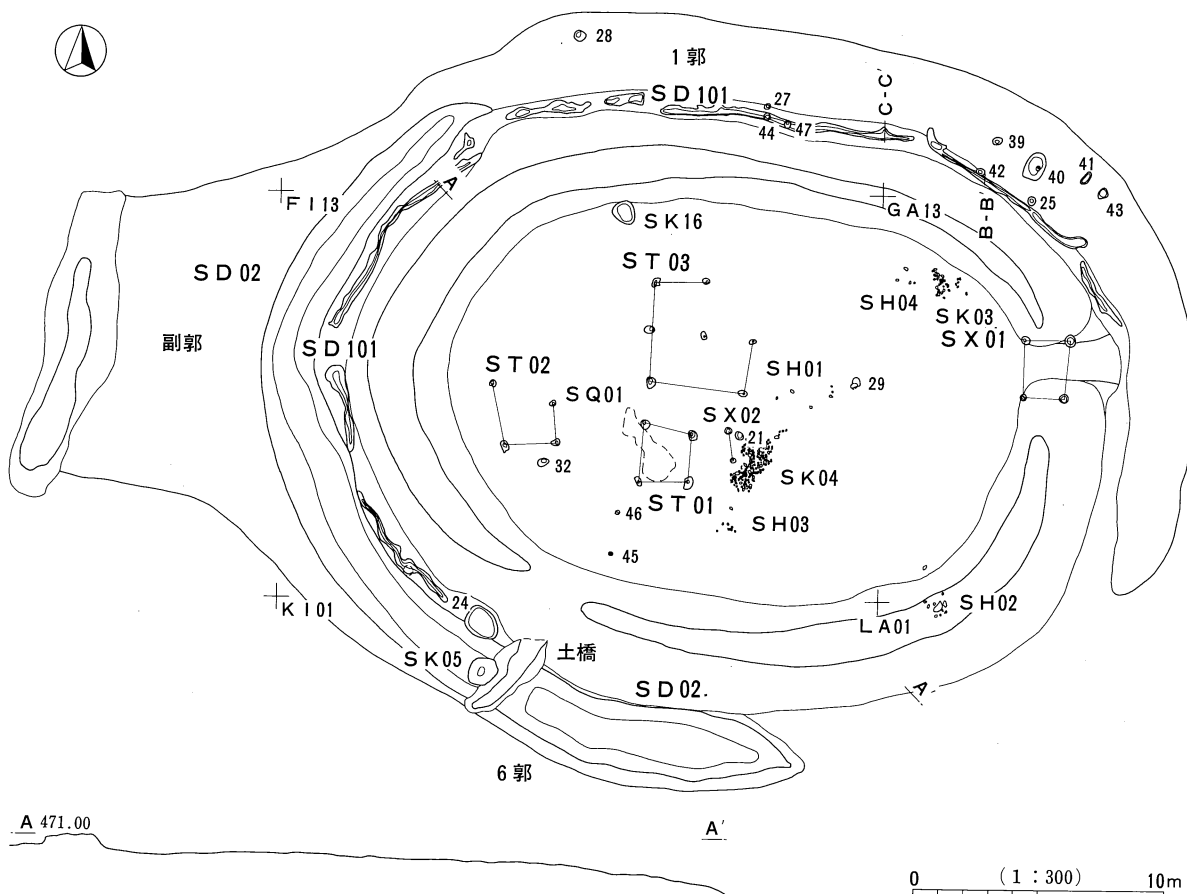 28
1郭
SD101
27
44
47
C-C'
39
40
41
42
25
43
B-B'
A
FI13
GA13
SK16
ST03
SD02
SH04
SK03
SX01
副郭
SD101
ST02
SQ01
SH01
29
SX02
21
32
SK04
ST01
46
SH03
45
KI01
24
LA01
SH02
SK05
土橋
SD02
A
6郭
A 471.00
A'
0 (1:300) 10m